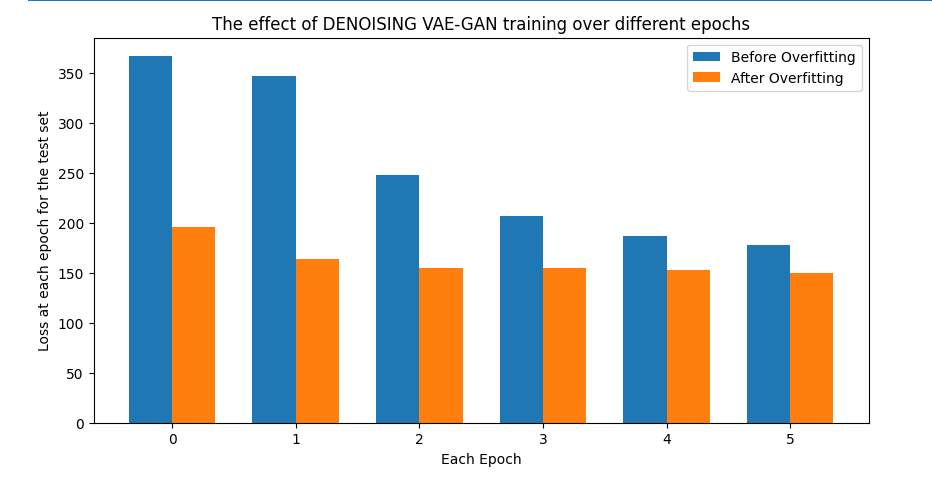 The effect of DENOISING VAE-GAN training over different epochs
Before Overfitting
After Overfitting
Loss at each epoch for the test set
350
300
250
200
150
100
50
0
0 1 2 3 4 5
Each Epoch